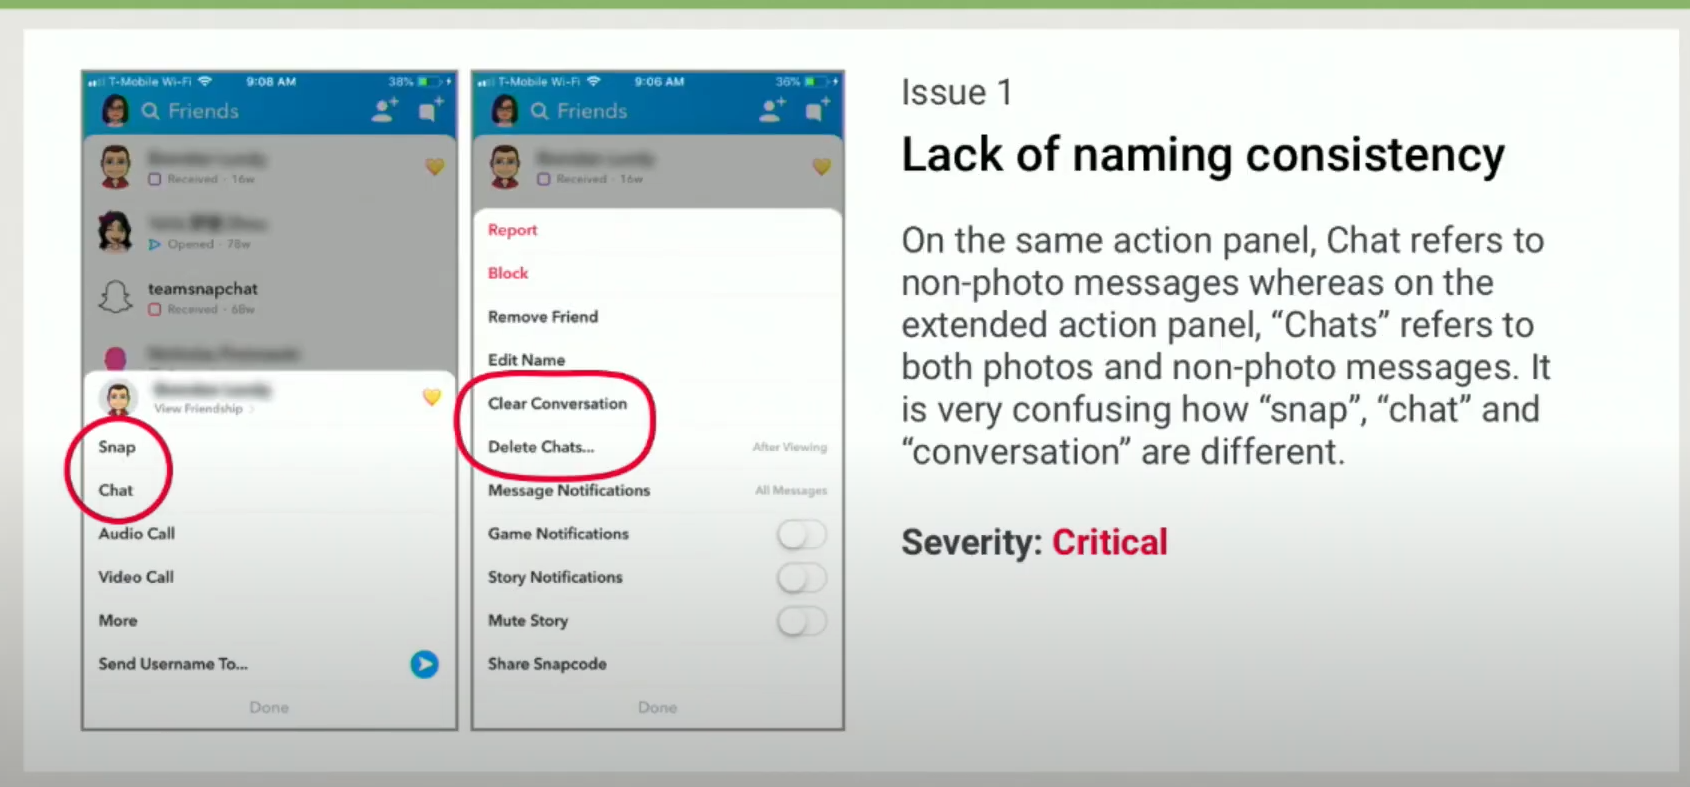 T-Mobile Wi-Fi 9:08 AM 38%
Friends
Received · 16w
Opened · 78w
teamsnapchat
Received · 68w
View Friendship
Snap
Chat
Audio Call
Video Call
More
Send Username To...
Done
T-Mobile Wi-Fi 9:06 AM 36%
Friends
Received · 16w
Report
Block
Remove Friend
Edit Name
Clear Conversation
Delete Chats... After Viewing
Message Notifications All Messages
Game Notifications
Story Notifications
Mute Story
Share Snapcode
Done
Issue 1
Lack of naming consistency
On the same action panel, Chat refers to
non-photo messages whereas on the
extended action panel, “Chats” refers to
both photos and non-photo messages. It
is very confusing how “snap”, “chat” and
“conversation” are different.
Severity: Critical